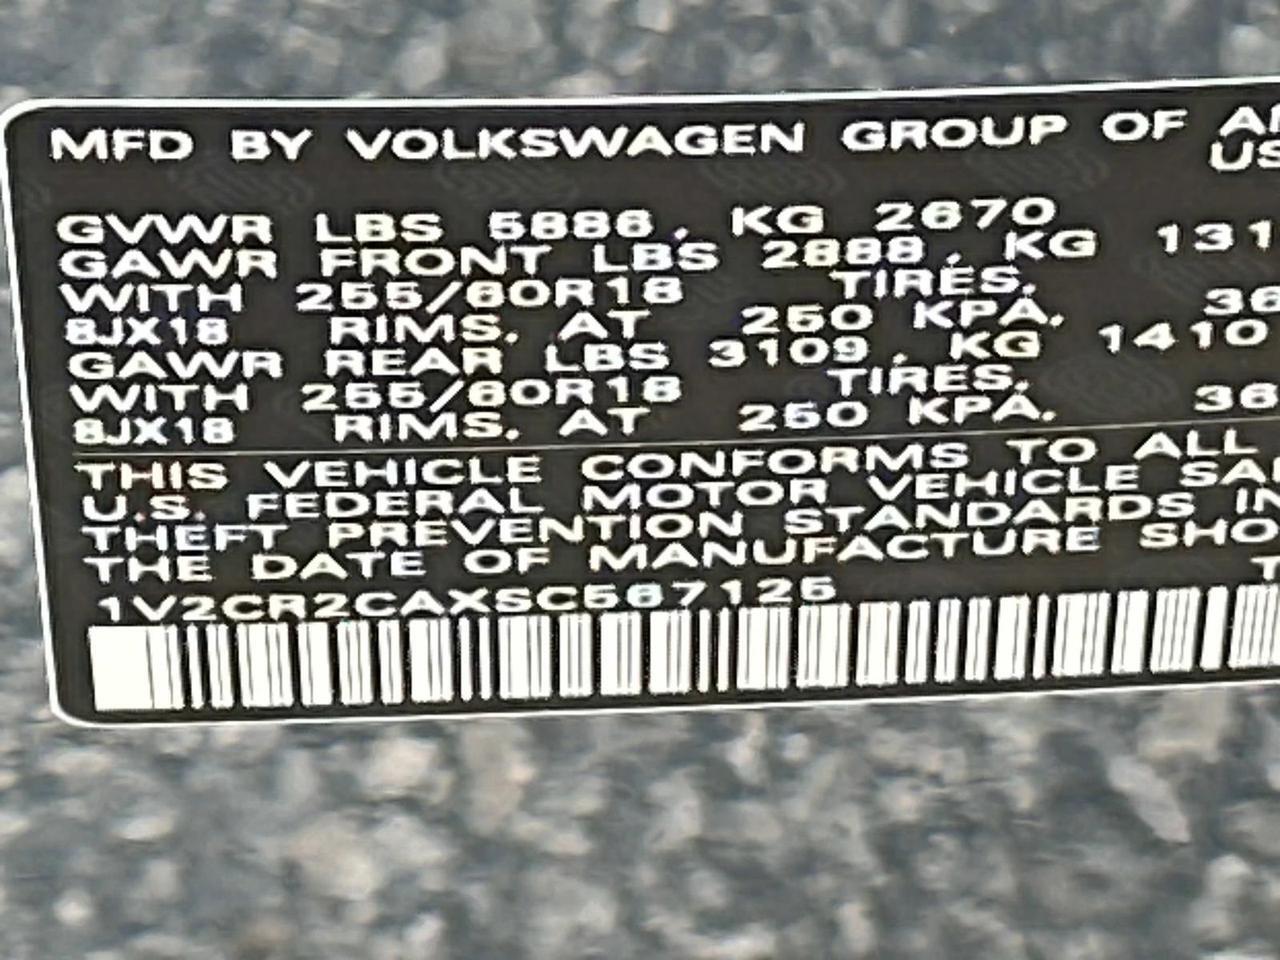 MFD BY VOLKSWAGEN GROUP OF AM
US
GVWR LBS 5886, KG 2670
GAWR FRONT LBS 2888, KG 131
WITH 255/60R18 TIRES,
8JX18 RIMS, AT 250 KPA, 36
GAWR REAR LBS 3109, KG 1410
WITH 255/60R18 TIRES,
8JX18 RIMS, AT 250 KPA, 36
THIS VEHICLE CONFORMS TO ALL
U.S. FEDERAL MOTOR VEHICLE SA
THEFT PREVENTION STANDARDS IN
THE DATE OF MANUFACTURE SHO
1V2CR2CAXSC567125 T